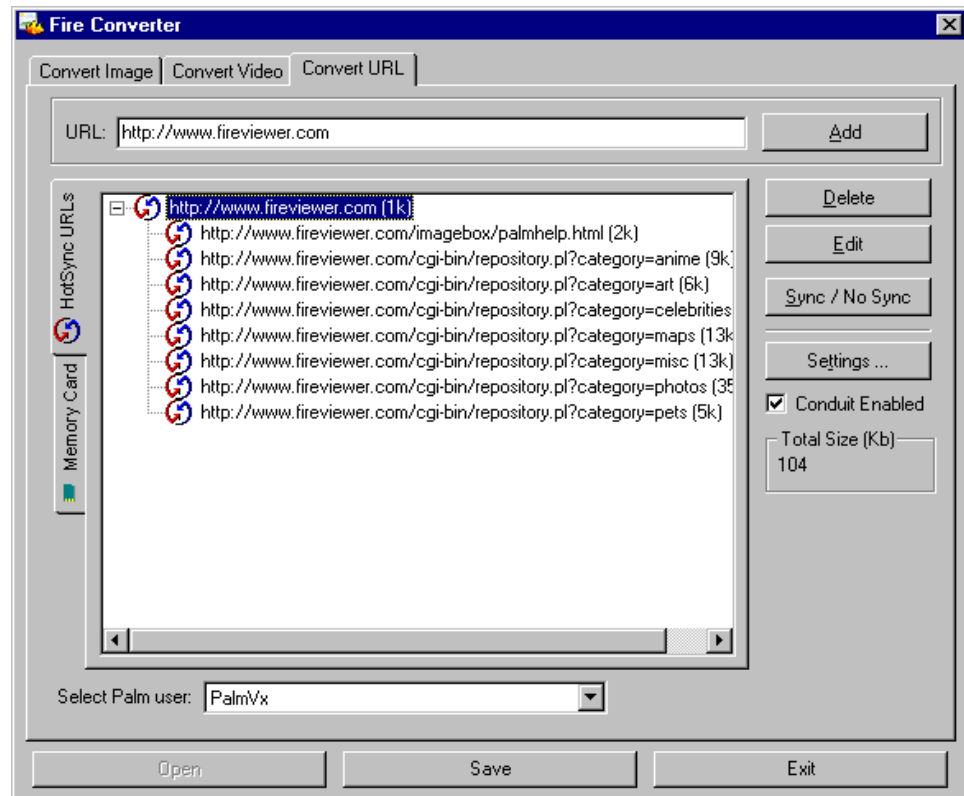 Fire Converter
Convert Image Convert Video Convert URL
URL: http://www.fireviewer.com Add
HotSync URLs
Memory Card
http://www.fireviewer.com (1k)
http://www.fireviewer.com/imagebox/palmhelp.html (2k)
http://www.fireviewer.com/cgi-bin/repository.pl?category=anime (9k)
http://www.fireviewer.com/cgi-bin/repository.pl?category=art (6k)
http://www.fireviewer.com/cgi-bin/repository.pl?category=celebrities
http://www.fireviewer.com/cgi-bin/repository.pl?category=maps (13k
http://www.fireviewer.com/cgi-bin/repository.pl?category=misc (13k)
http://www.fireviewer.com/cgi-bin/repository.pl?category=photos (35
http://www.fireviewer.com/cgi-bin/repository.pl?category=pets (5k)
Delete
Edit
Sync / No Sync
Settings ...
Conduit Enabled
Total Size (Kb)
104
Select Palm user: PalmVx
Open Save Exit